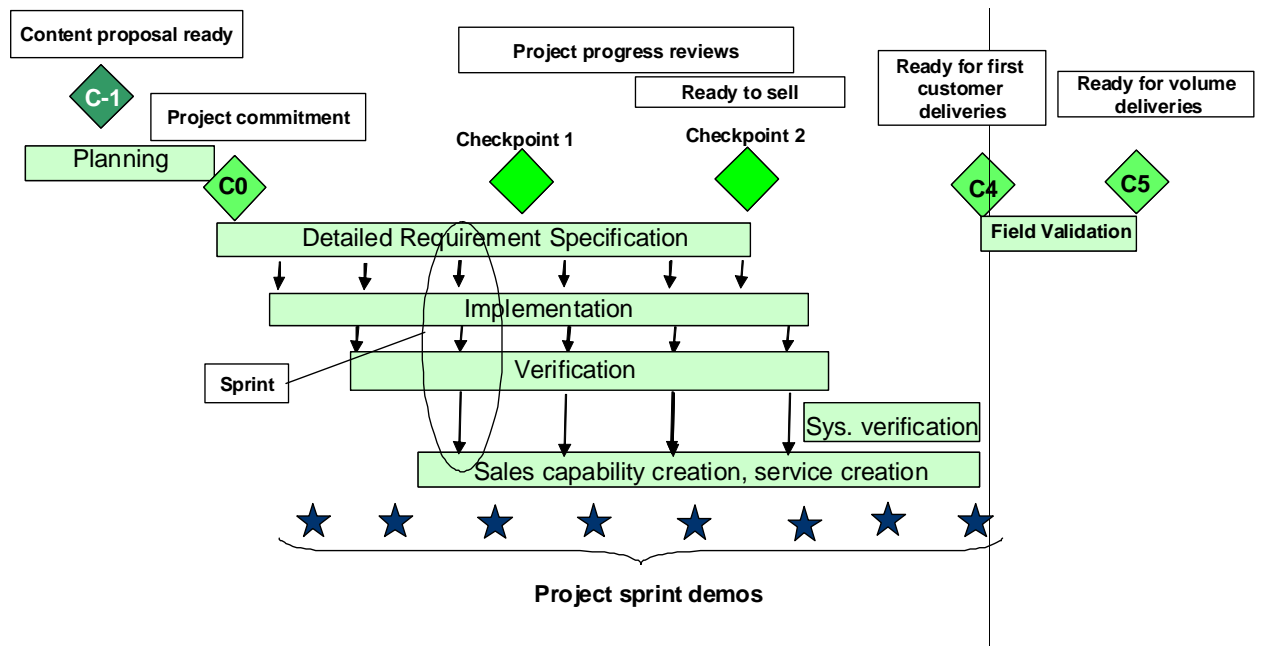 Content proposal ready
C-1
Project commitment
Planning
C0
Project progress reviews
Ready to sell
Checkpoint 1
Checkpoint 2
Ready for first
customer
deliveries
Ready for volume
deliveries
C4
C5
Field Validation
Detailed Requirement Specification
Implementation
Sprint
Verification
Sys. verification
Sales capability creation, service creation
Project sprint demos